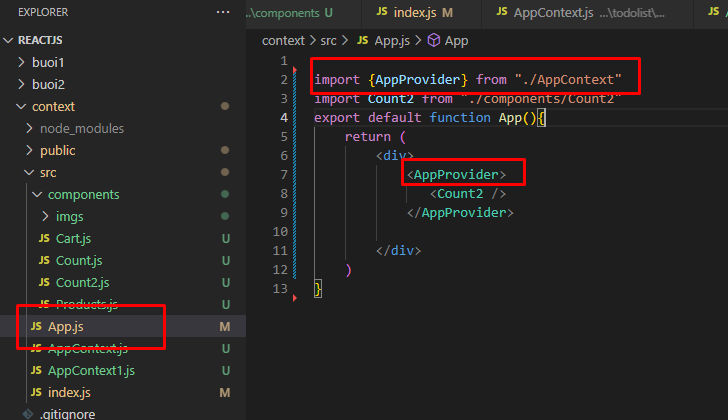 EXPLORER
...\components
JS index.js M
JS AppContext.js ...\todolist\...
REACTJS
context > src > JS App.js > App
buoi1
buoi2
context
node_modules
public
src
components
imgs
JS Cart.js U
JS Count.js U
JS Count2.js U
JS Products.js U
JS App.js M
JS AppContext.js U
JS AppContext1.js U
JS index.js M
.gitignore
1
2 import {AppProvider} from "./AppContext"
3 import Count2 from "./components/Count2"
4 export default function App(){
5 return (
6 <div>
7 <AppProvider>
8 <Count2 />
9 </AppProvider>
10
11 </div>
12 )
13 }